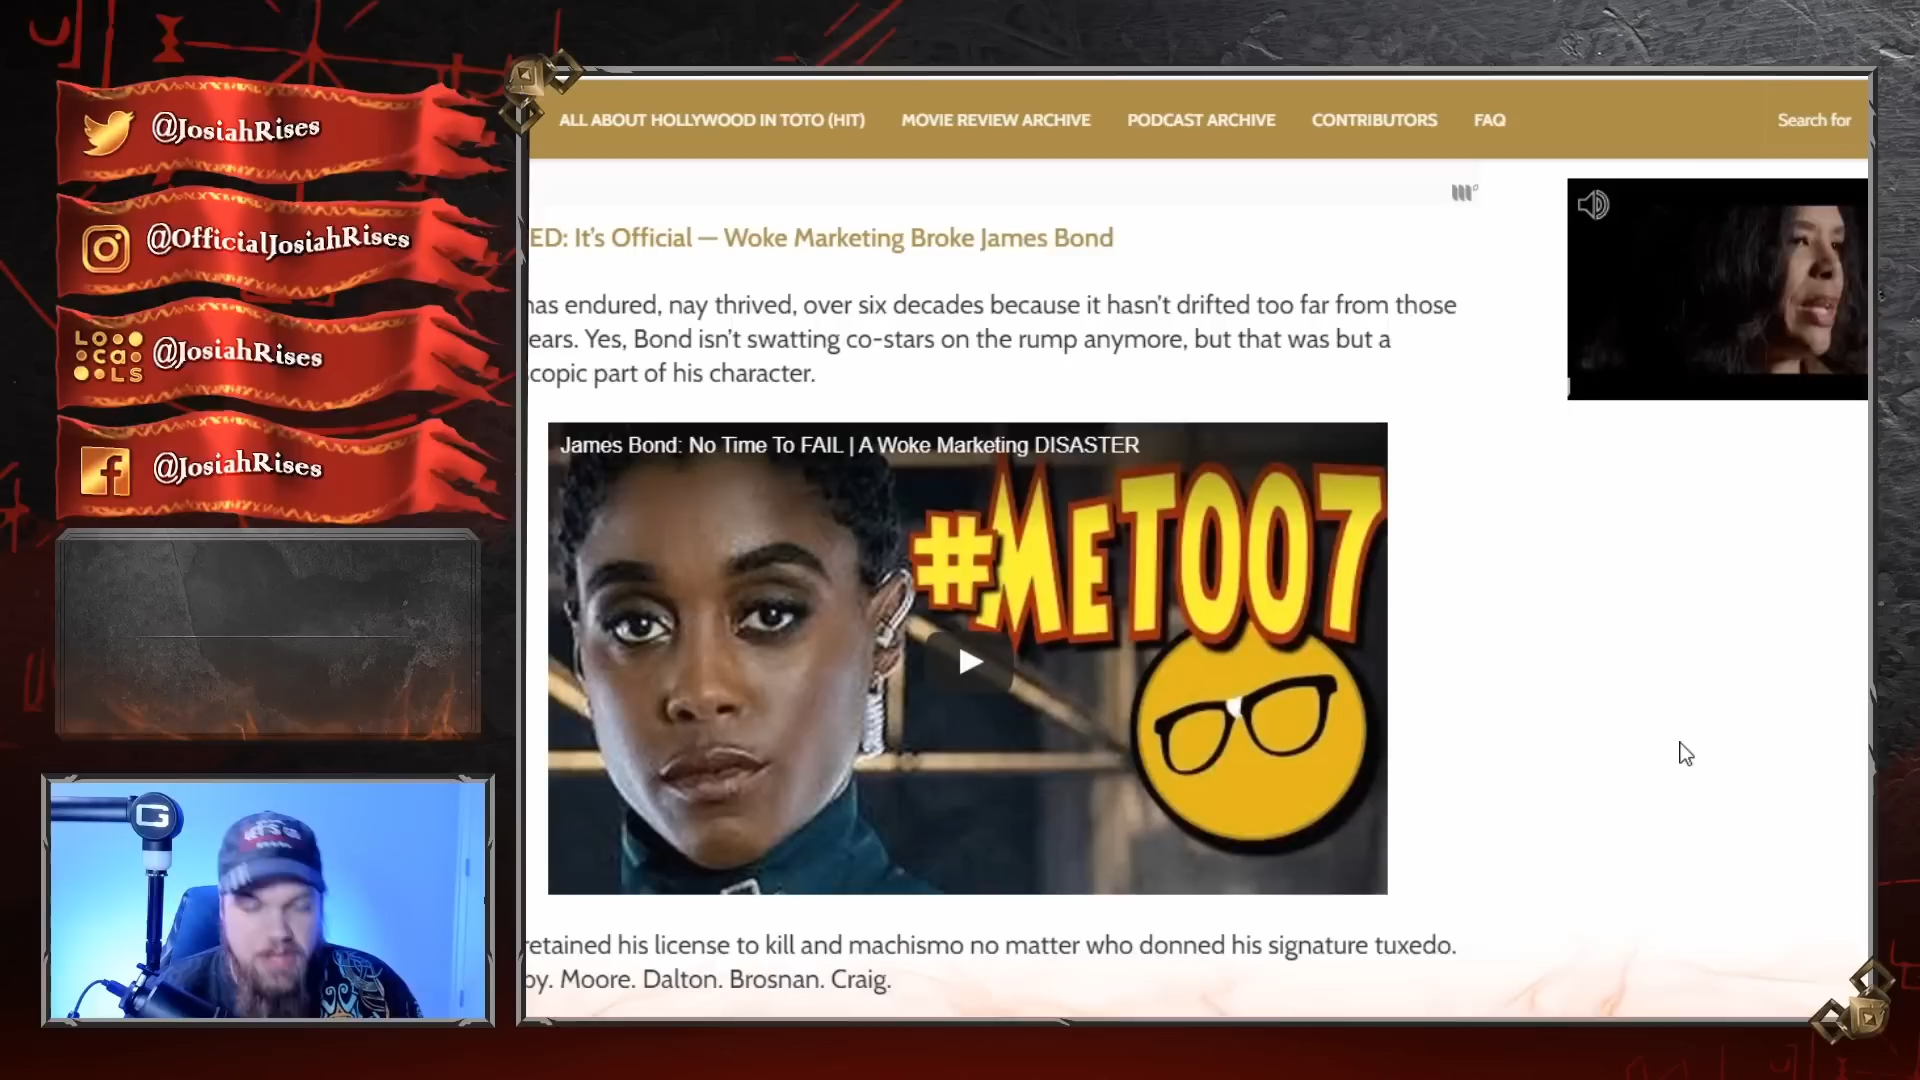 @JosiahRises
@OfficialJosiahRises
LOCALS
@JosiahRises
@JosiahRises
ALL ABOUT HOLLYWOOD IN TOTO (HIT)
MOVIE REVIEW ARCHIVE
PODCAST ARCHIVE
CONTRIBUTORS
FAQ
Search for
ED: It’s Official — Woke Marketing Broke James Bond
has endured, nay thrived, over six decades because it hasn’t drifted too far from those
ears. Yes, Bond isn’t swatting co-stars on the rump anymore, but that was but a
copic part of his character.
James Bond: No Time To FAIL | A Woke Marketing DISASTER
#METOO7
retained his license to kill and machismo no matter who donned his signature tuxedo.
by. Moore. Dalton. Brosnan. Craig.
G